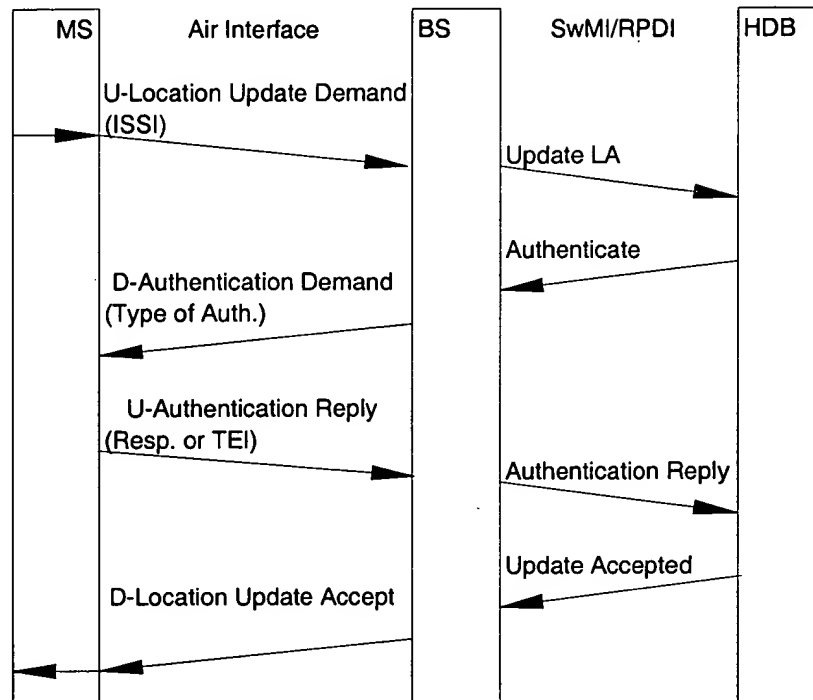 MS Air Interface BS SwMI/RPDI HDB
U-Location Update Demand
(ISSI)
Update LA
Authenticate
D-Authentication Demand
(Type of Auth.)
U-Authentication Reply
(Resp. or TEI)
Authentication Reply
Update Accepted
D-Location Update Accept